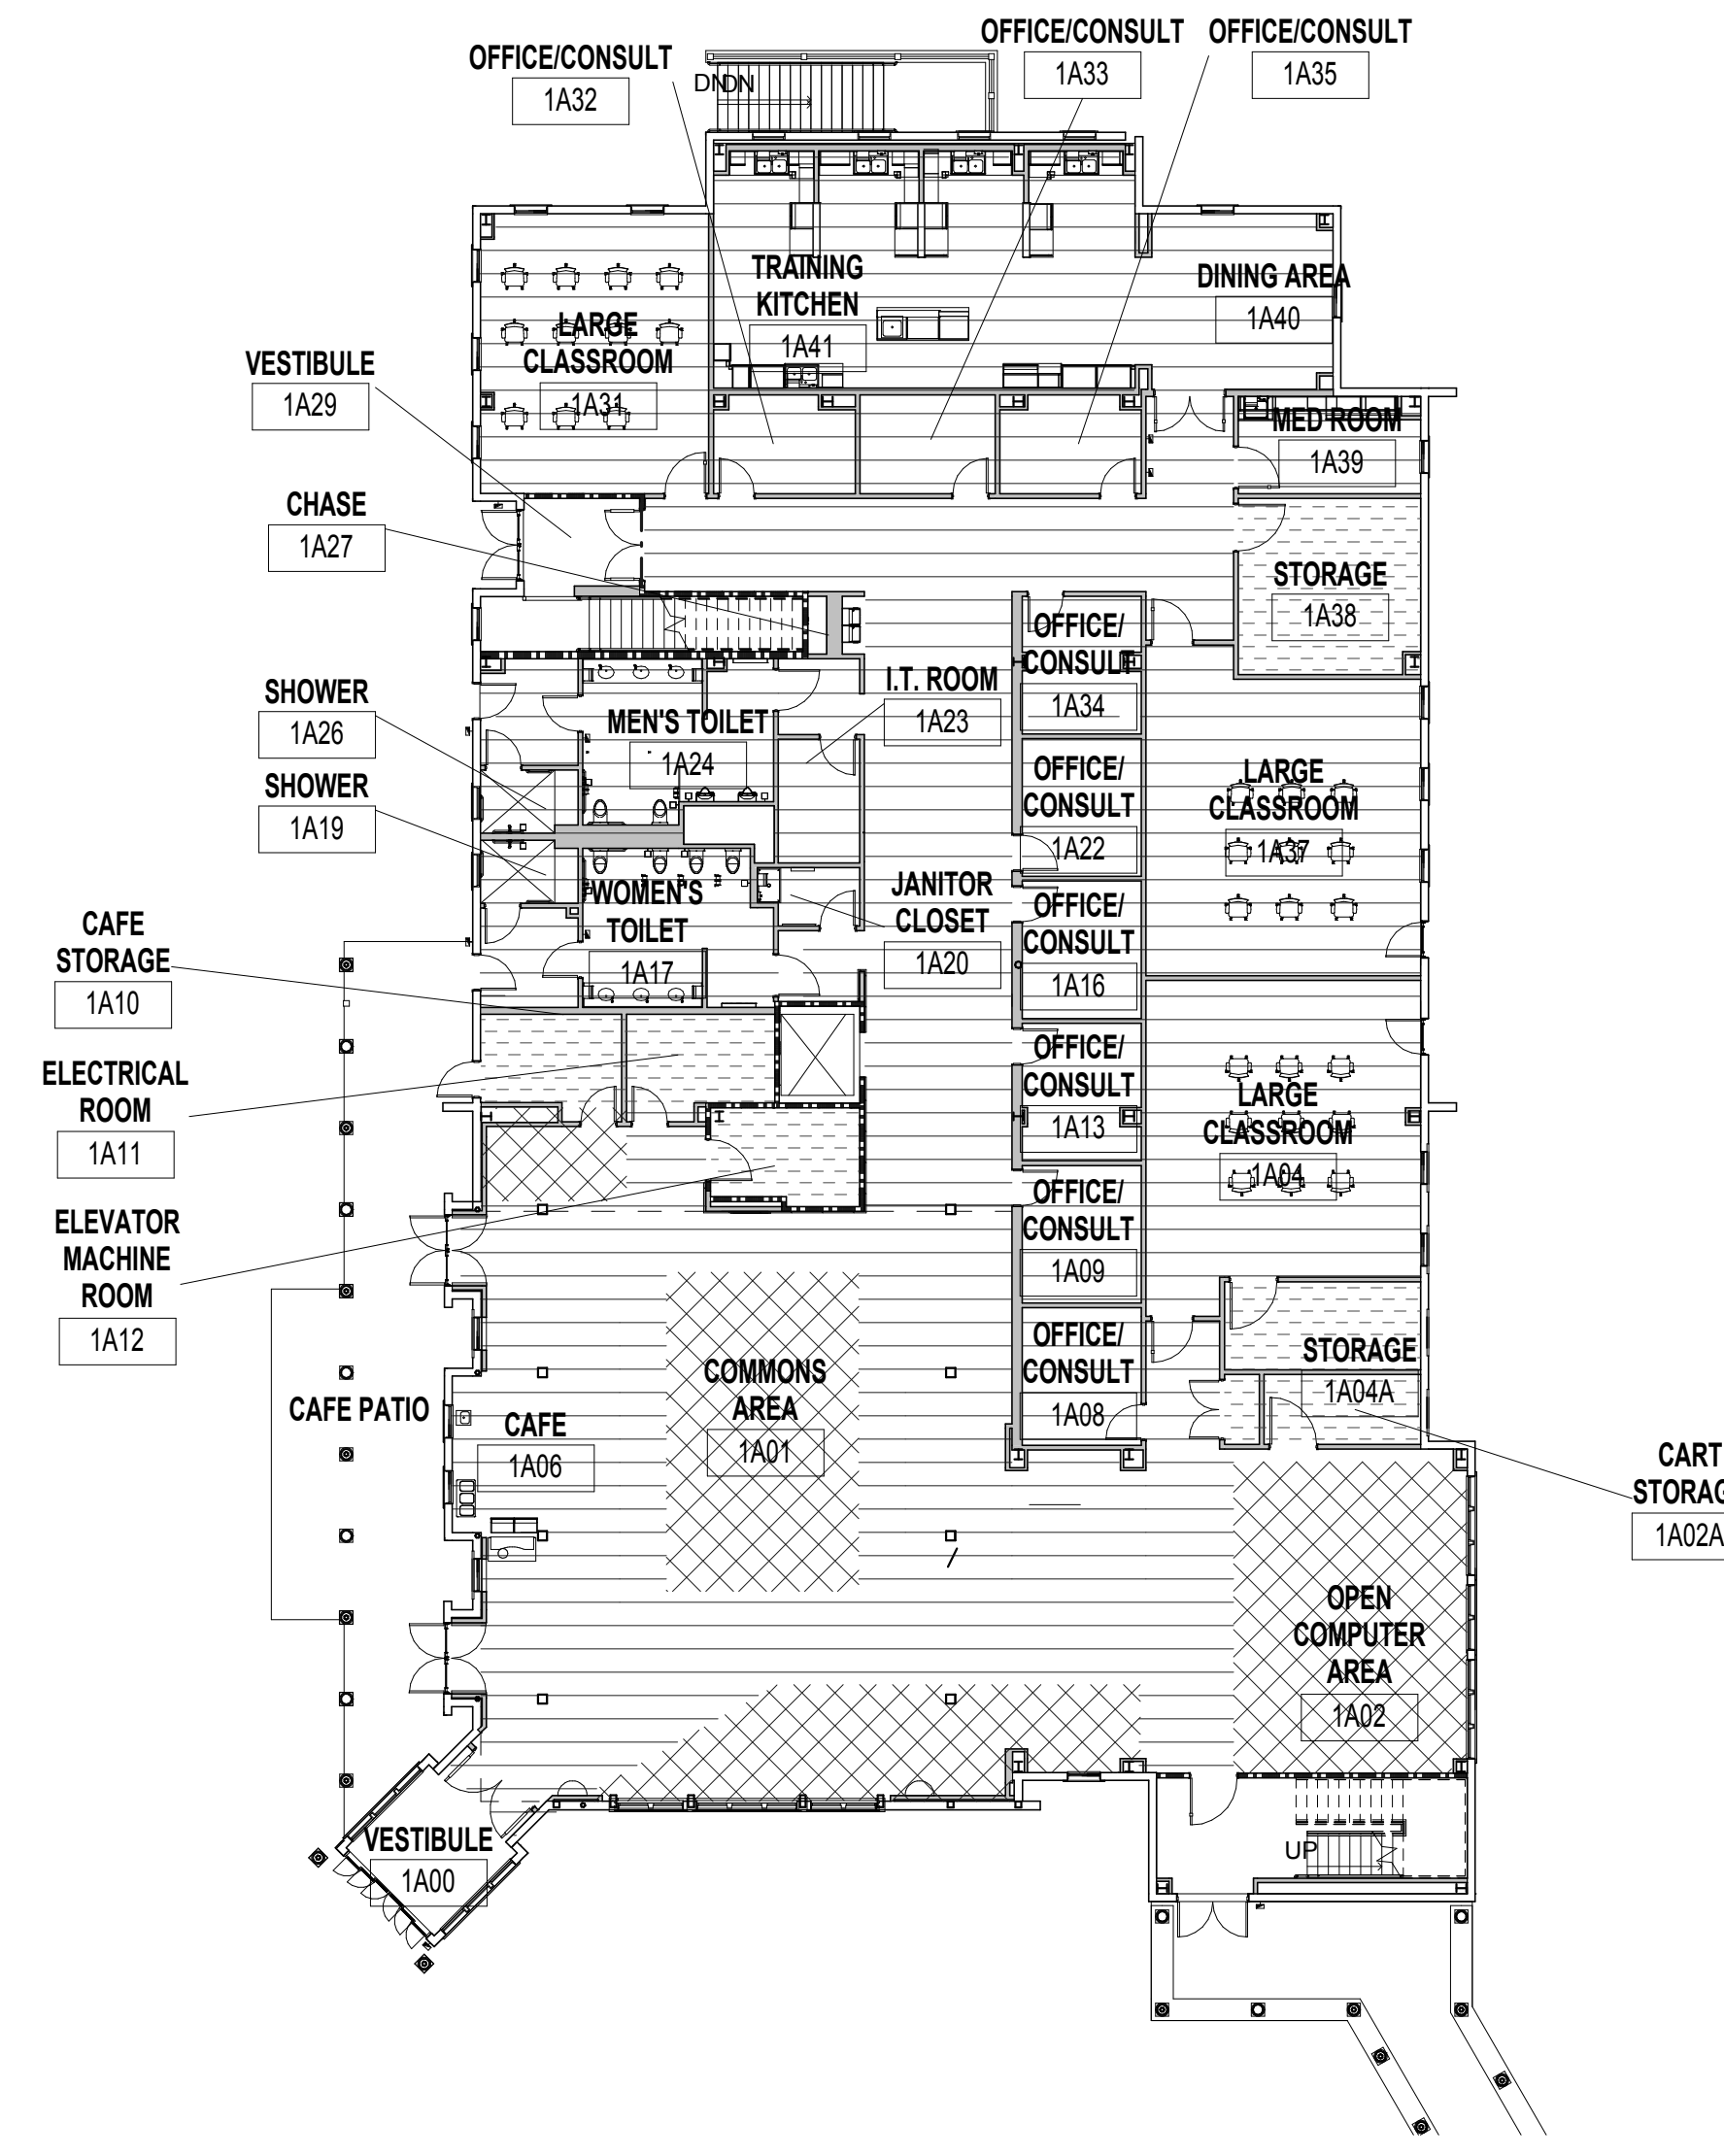 OFFICE/CONSULT
1A32
OFFICE/CONSULT
1A33
OFFICE/CONSULT
1A35
DN
DN
TRAINING
KITCHEN
1A41
DINING AREA
1A40
LARGE
CLASSROOM
1A31
VESTIBULE
1A29
MED ROOM
1A39
CHASE
1A27
STORAGE
1A38
OFFICE/
CONSULT
1A34
SHOWER
1A26
MEN'S TOILET
1A24
I.T. ROOM
1A23
SHOWER
1A19
OFFICE/
CONSULT
1A22
LARGE
CLASSROOM
1A37
WOMEN'S
TOILET
1A17
JANITOR
CLOSET
1A20
OFFICE/
CONSULT
1A16
CAFE
STORAGE
1A10
ELECTRICAL
ROOM
1A11
OFFICE/
CONSULT
1A13
LARGE
CLASSROOM
1A04
ELEVATOR
MACHINE
ROOM
1A12
OFFICE/
CONSULT
1A09
OFFICE/
CONSULT
1A08
STORAGE
1A04A
COMMONS
AREA
1A01
CAFE PATIO
CAFE
1A06
CART
STORAG
1A02A
OPEN
COMPUTER
AREA
1A02
VESTIBULE
1A00
UP